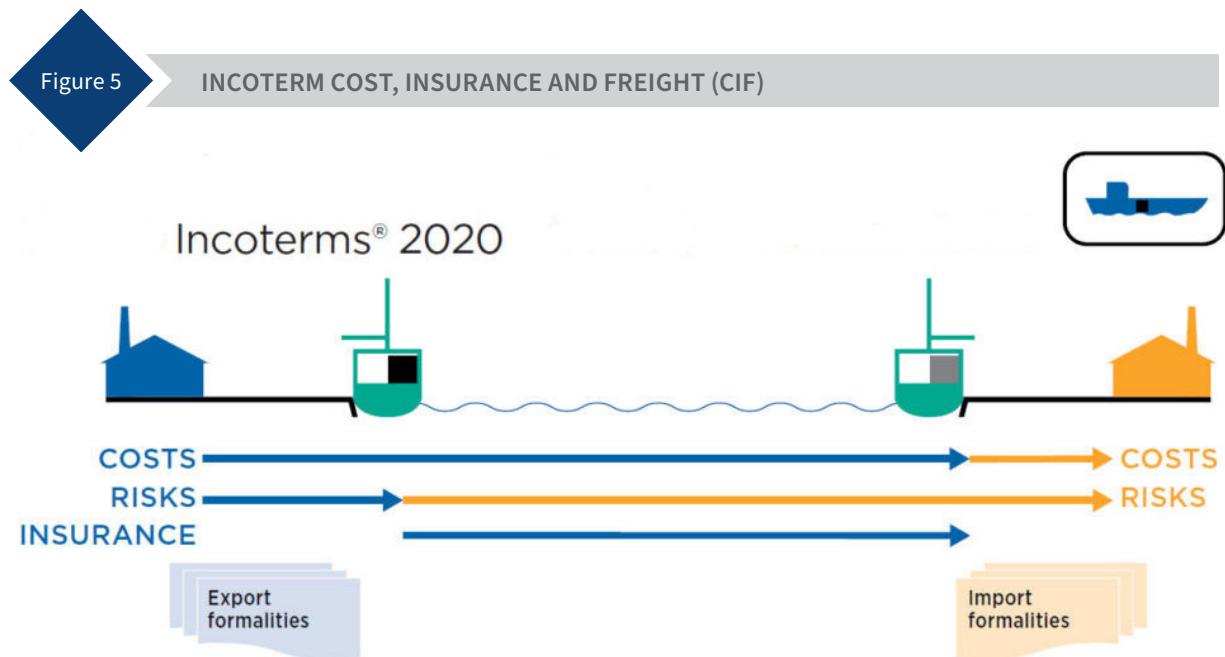 Figure 5
INCOTERM COST, INSURANCE AND FREIGHT (CIF)
Incoterms® 2020
COSTS
COSTS
RISKS
RISKS
INSURANCE
Export
formalities
Import
formalities